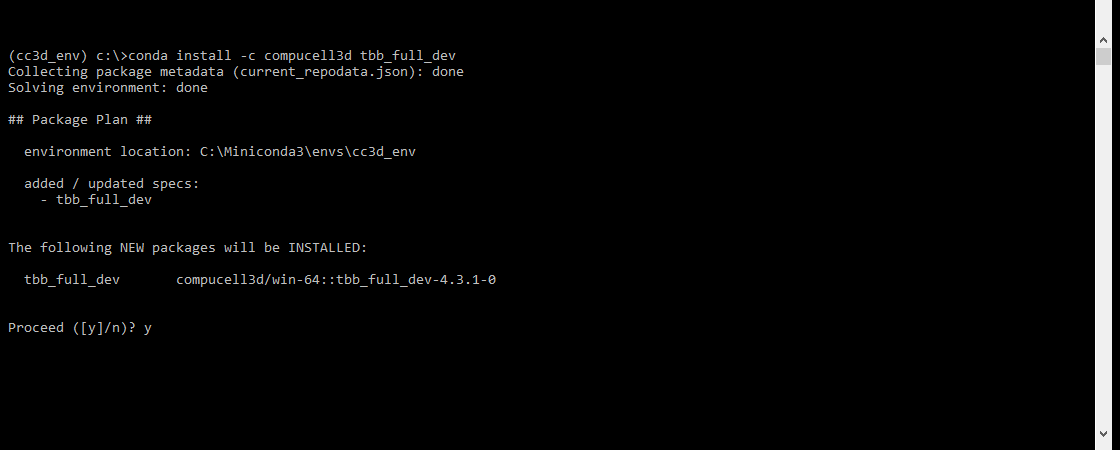 (cc3d_env) c:\>conda install -c compucell3d tbb_full_dev
Collecting package metadata (current_repodata.json): done
Solving environment: done
## Package Plan ##
environment location: C:\Miniconda3\envs\cc3d_env
added / updated specs:
- tbb_full_dev
The following NEW packages will be INSTALLED:
tbb_full_dev compucell3d/win-64::tbb_full_dev-4.3.1-0
Proceed ([y]/n)? y